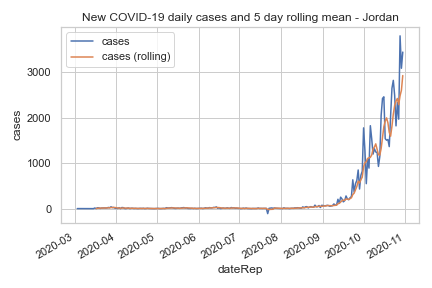 New COVID-19 daily cases and 5 day rolling mean - Jordan
cases
cases (rolling)
3000
2000
1000
0
cases
2020-03
2020-04
2020-05
2020-06
2020-07
2020-08
2020-09
2020-10
2020-11
dateRep